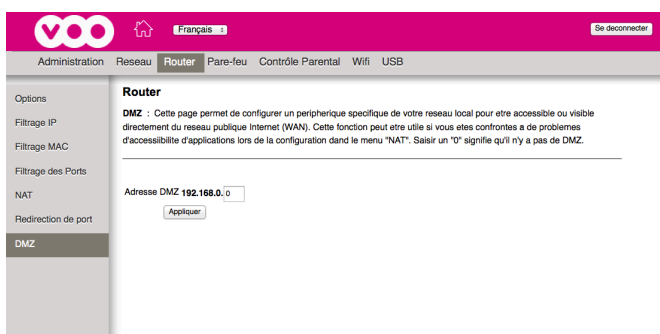 VOO
Français
Se deconnecter
Administration Reseau Router Pare-feu Contrôle Parental Wifi USB
Options
Filtrage IP
Filtrage MAC
Filtrage des Ports
NAT
Redirection de port
DMZ
Router
DMZ : Cette page permet de configurer un peripherique specifique de votre reseau local pour etre accessible ou visible
directement du reseau publique Internet (WAN). Cette fonction peut etre utile si vous etes confrontes a de problemes
d'accessiibilite d'applications lors de la configuration dand le menu "NAT". Saisir un "0" signifie qu'il n'y a pas de DMZ.
Adresse DMZ 192.168.0. 0
Appliquer